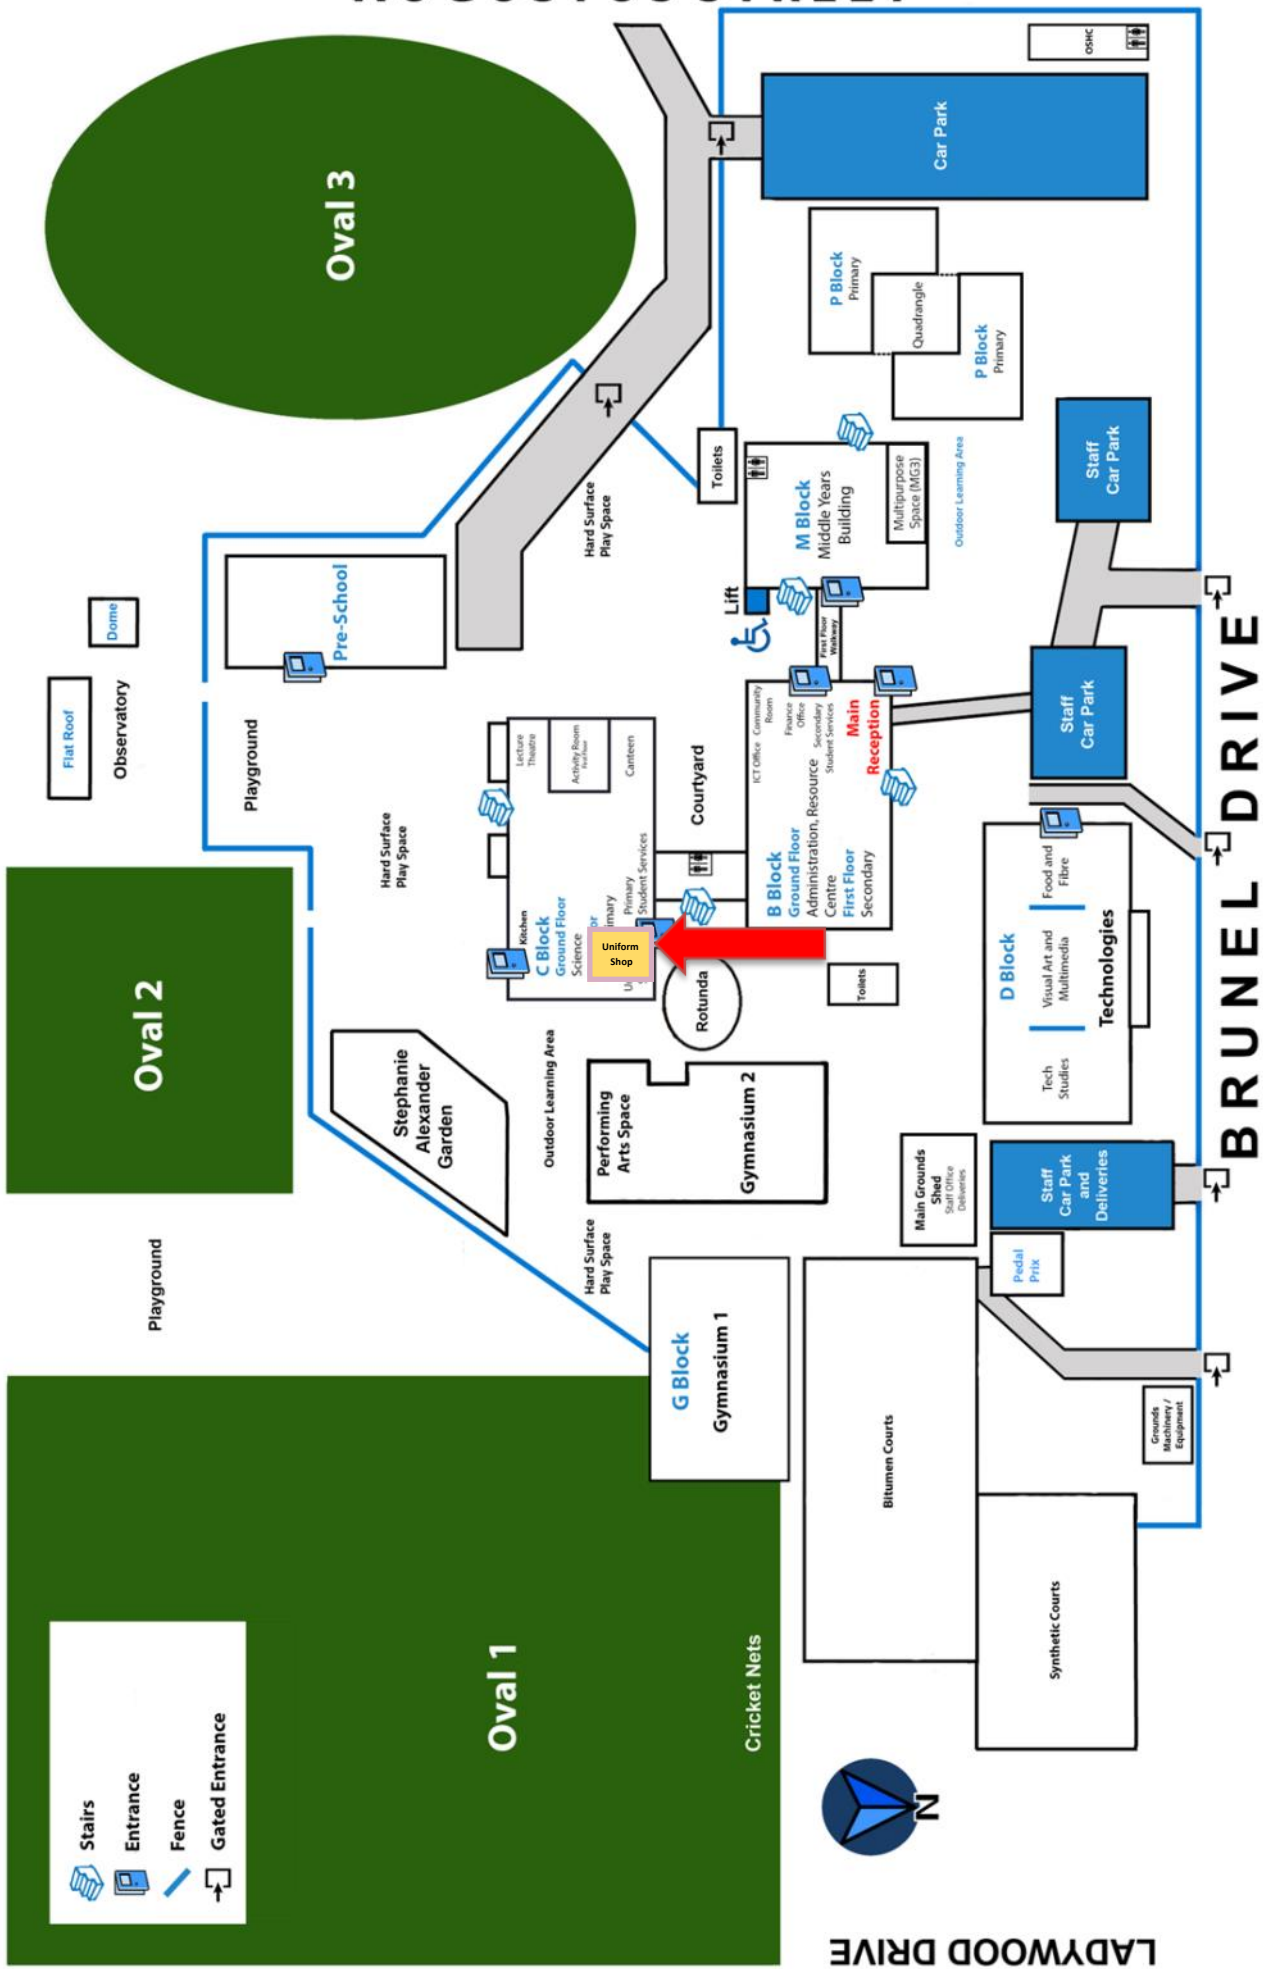 OSHC
Car Park
Oval 3
P Block
Primary
Quadrangle
P Block
Primary
Staff
Car Park
Toilets
M Block
Middle Years
Building
Multipurpose
Space (MG3)
Outdoor Learning Area
Hard Surface
Play Space
Lift
First Floor
Walkway
Pre-School
Dome
Flat Roof
Observatory
Playground
Hard Surface
Play Space
Lecture
Theatre
Activity Room
First Floor
Canteen
Courtyard
ICT Office
Community
Room
Finance
Office
Secondary
Student Services
Main
Reception
Staff
Car Park
B Block
Ground Floor
Administration, Resource
Centre
First Floor
Secondary
Kitchen
C Block
Ground Floor
Science
Primary
Student Services
Uniform
Shop
Rotunda
Toilets
D Block
Food and
Fibre
Visual Art and
Multimedia
Tech
Studies
Technologies
BRUNEL DRIVE
Oval 2
Stephanie
Alexander
Garden
Outdoor Learning Area
Performing
Arts Space
Gymnasium 2
Main Grounds
Shed
Staff Office
Deliveries
Staff
Car Park
and
Deliveries
Pedal
Prix
Playground
Hard Surface
Play Space
G Block
Gymnasium 1
Bitumen Courts
Grounds
Machinery /
Equipment
Synthetic Courts
Oval 1
Cricket Nets
Stairs
Entrance
Fence
Gated Entrance
N
LADYWOOD DRIVE